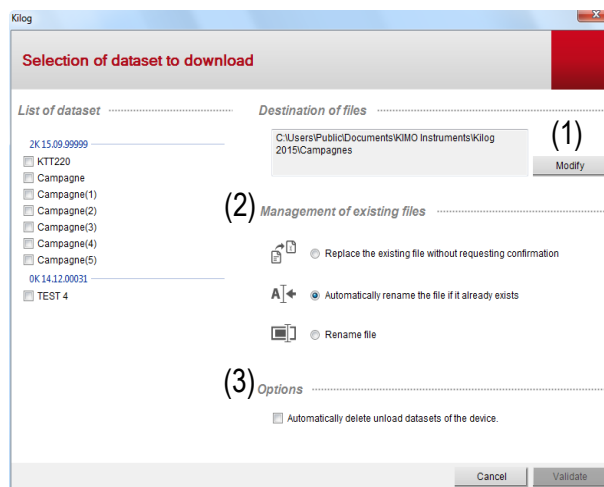 Kilog
Selection of dataset to download
List of dataset
2K 15.09.99999
KTT220
Campagne
Campagne(1)
Campagne(2)
Campagne(3)
Campagne(4)
Campagne(5)
0K 14.12.00031
TEST 4
Destination of files
C:\Users\Public\Documents\KIMO Instruments\Kilog
2015\Campagnes
(1)
Modify
(2) Management of existing files
Replace the existing file without requesting confirmation
Automatically rename the file if it already exists
Rename file
(3) Options
Automatically delete unload datasets of the device.
Cancel
Validate